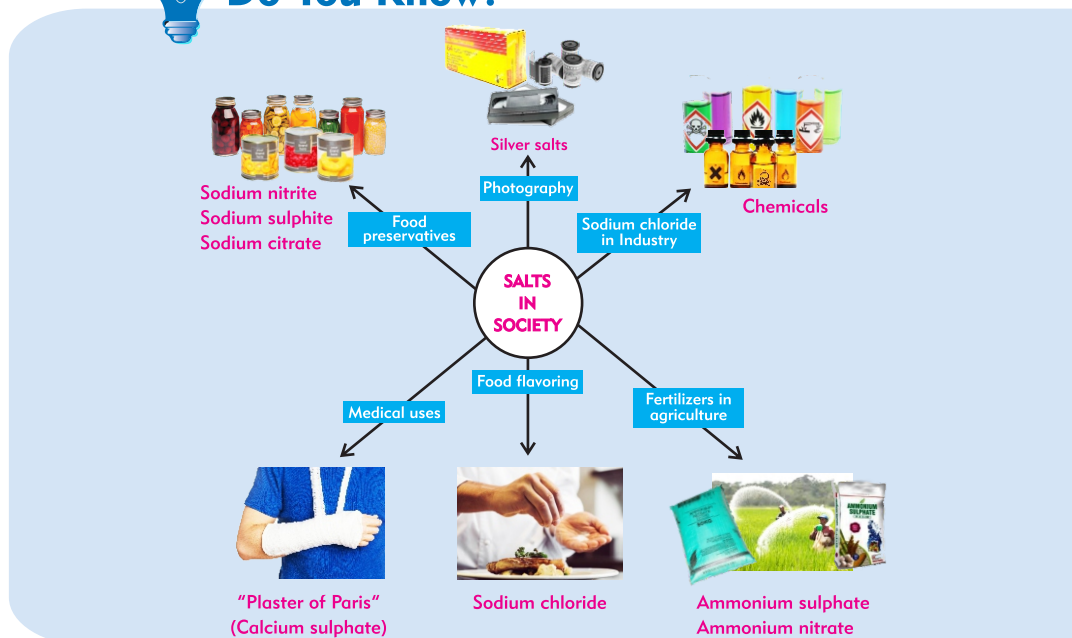 Do You Know?
Silver salts
Photography
Sodium nitrite
Sodium sulphite
Sodium citrate
Food
preservatives
Sodium chloride
in Industry
Chemicals
SALTS
IN
SOCIETY
Medical uses
Food flavoring
Fertilizers in
agriculture
AMMONIUM
SULPHATE
"Plaster of Paris"
(Calcium sulphate)
Sodium chloride
Ammonium sulphate
Ammonium nitrate